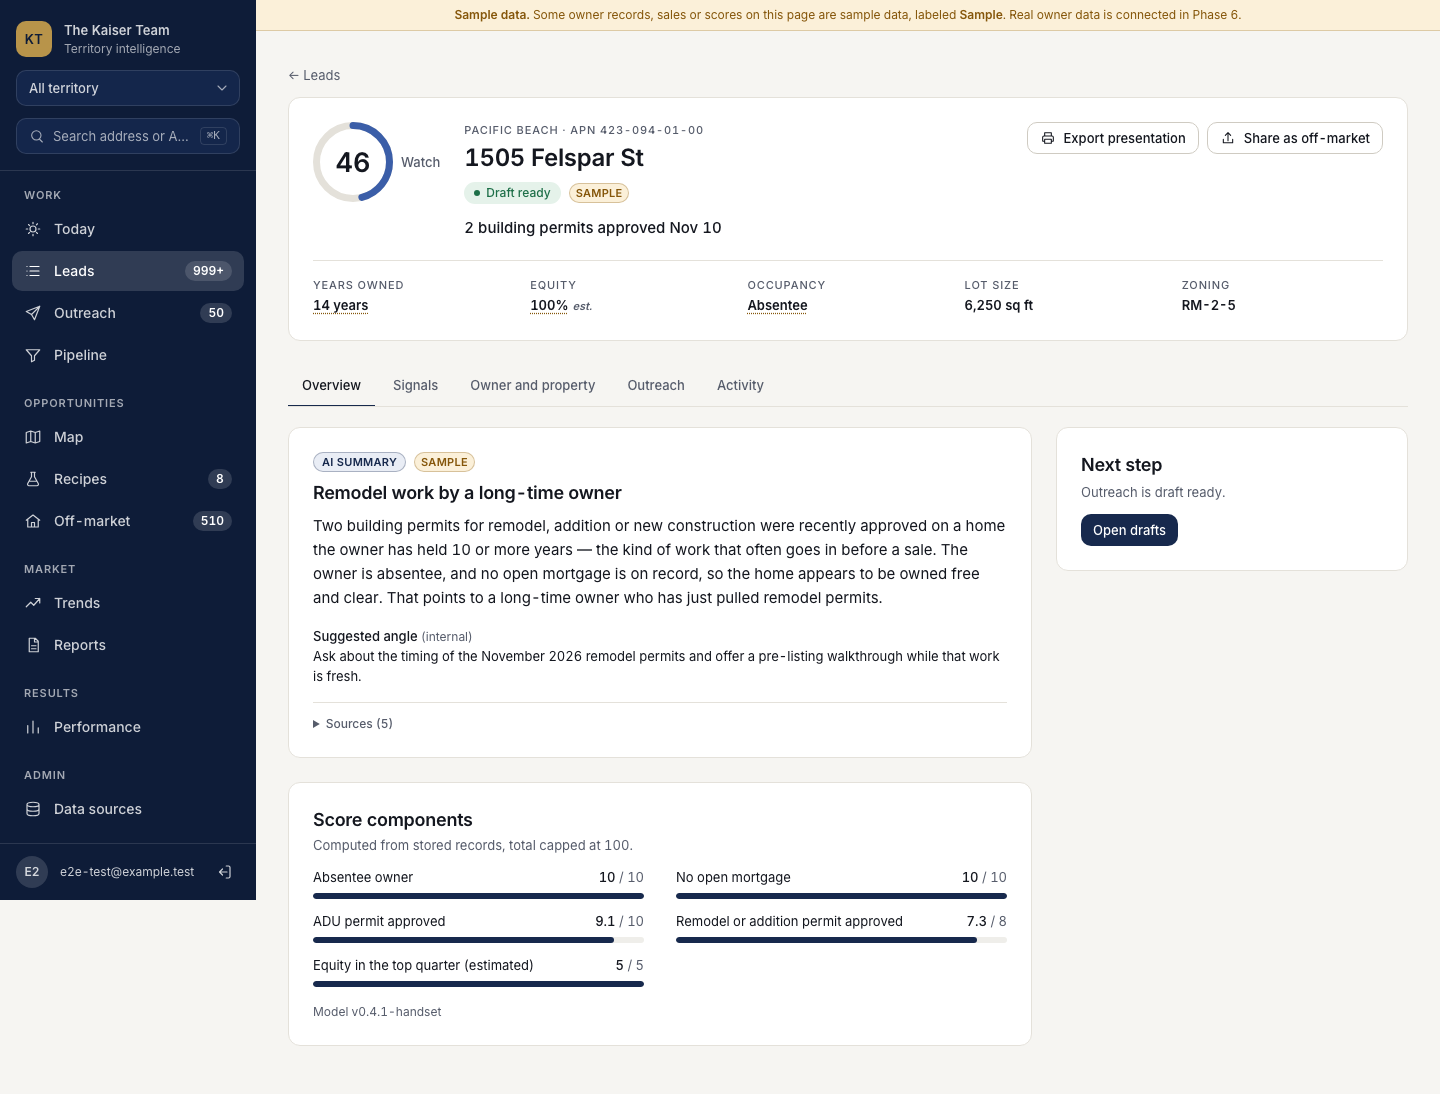 KT
The Kaiser Team
Territory intelligence
All territory
Search address or A... ⌘K
WORK
Today
Leads 999+
Outreach 50
Pipeline
OPPORTUNITIES
Map
Recipes 8
Off-market 510
MARKET
Trends
Reports
RESULTS
Performance
ADMIN
Data sources
E2 e2e-test@example.test
Sample data. Some owner records, sales or scores on this page are sample data, labeled Sample. Real owner data is connected in Phase 6.
← Leads
46 Watch
PACIFIC BEACH · APN 423-094-01-00
1505 Felspar St
Draft ready SAMPLE
2 building permits approved Nov 10
Export presentation Share as off-market
YEARS OWNED EQUITY OCCUPANCY LOT SIZE ZONING
14 years 100% est. Absentee 6,250 sq ft RM-2-5
Overview Signals Owner and property Outreach Activity
AI SUMMARY SAMPLE
Remodel work by a long-time owner
Two building permits for remodel, addition or new construction were recently approved on a home
the owner has held 10 or more years — the kind of work that often goes in before a sale. The
owner is absentee, and no open mortgage is on record, so the home appears to be owned free
and clear. That points to a long-time owner who has just pulled remodel permits.
Suggested angle (internal)
Ask about the timing of the November 2026 remodel permits and offer a pre-listing walkthrough while that work
is fresh.
Sources (5)
Next step
Outreach is draft ready.
Open drafts
Score components
Computed from stored records, total capped at 100.
Absentee owner 10 / 10
No open mortgage 10 / 10
ADU permit approved 9.1 / 10
Remodel or addition permit approved 7.3 / 8
Equity in the top quarter (estimated) 5 / 5
Model v0.4.1-handset